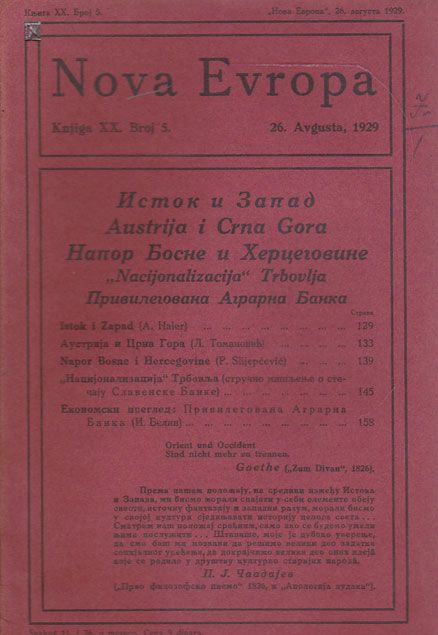 Књига XX. Број 5.
„Нова Европа“, 26. августа 1929.
Nova Evropa
Knjiga XX. Broj 5.
26. Avgusta, 1929
Исток и Запад
Austrija i Crna Gora
Напор Босне и Херцеговине
„Nacijonalizacija“ Trbovlja
Привилегована Аграрна Банка
Страна
Istok i Zapad (A. Haler) ... 129
Аустрија и Црна Гора (Л. Томановић) ... 133
Napor Bosne i Hercegovine (P. Slijepčević) ... 139
„Национализација“ Трбовља (стручно мишљење о сте-
чају Славенске Банке) ... 145
Економски преглед: Привилегована Аграрна
Банка (И. Белин) ... 158
Orient und Occident
Sind nicht mehr zu trennen.
Goethe („Zum Divan“, 1826).
Према нашем положају, на средини између Истока
и Запада, ми бисмо морали спајати у себи елементе обеју
свести, источну фантазију и западни разум, морали бисмо
у својој култури сједињавати историју целога света ...
Сматрем наш положај срећним, само ако се будемо умели
њиме послужити ... Штавише, моје је дубоко уверење,
да смо баш ми позвани да решимо велики део задатка
социјалног уређења, да докрајчимо велики део оних идеја
које се родило у друштву културно старијих народа.
П. Ј. Чаадајев
(„Прво филозофско писмо“ 1836, и „Апологија лудака“).